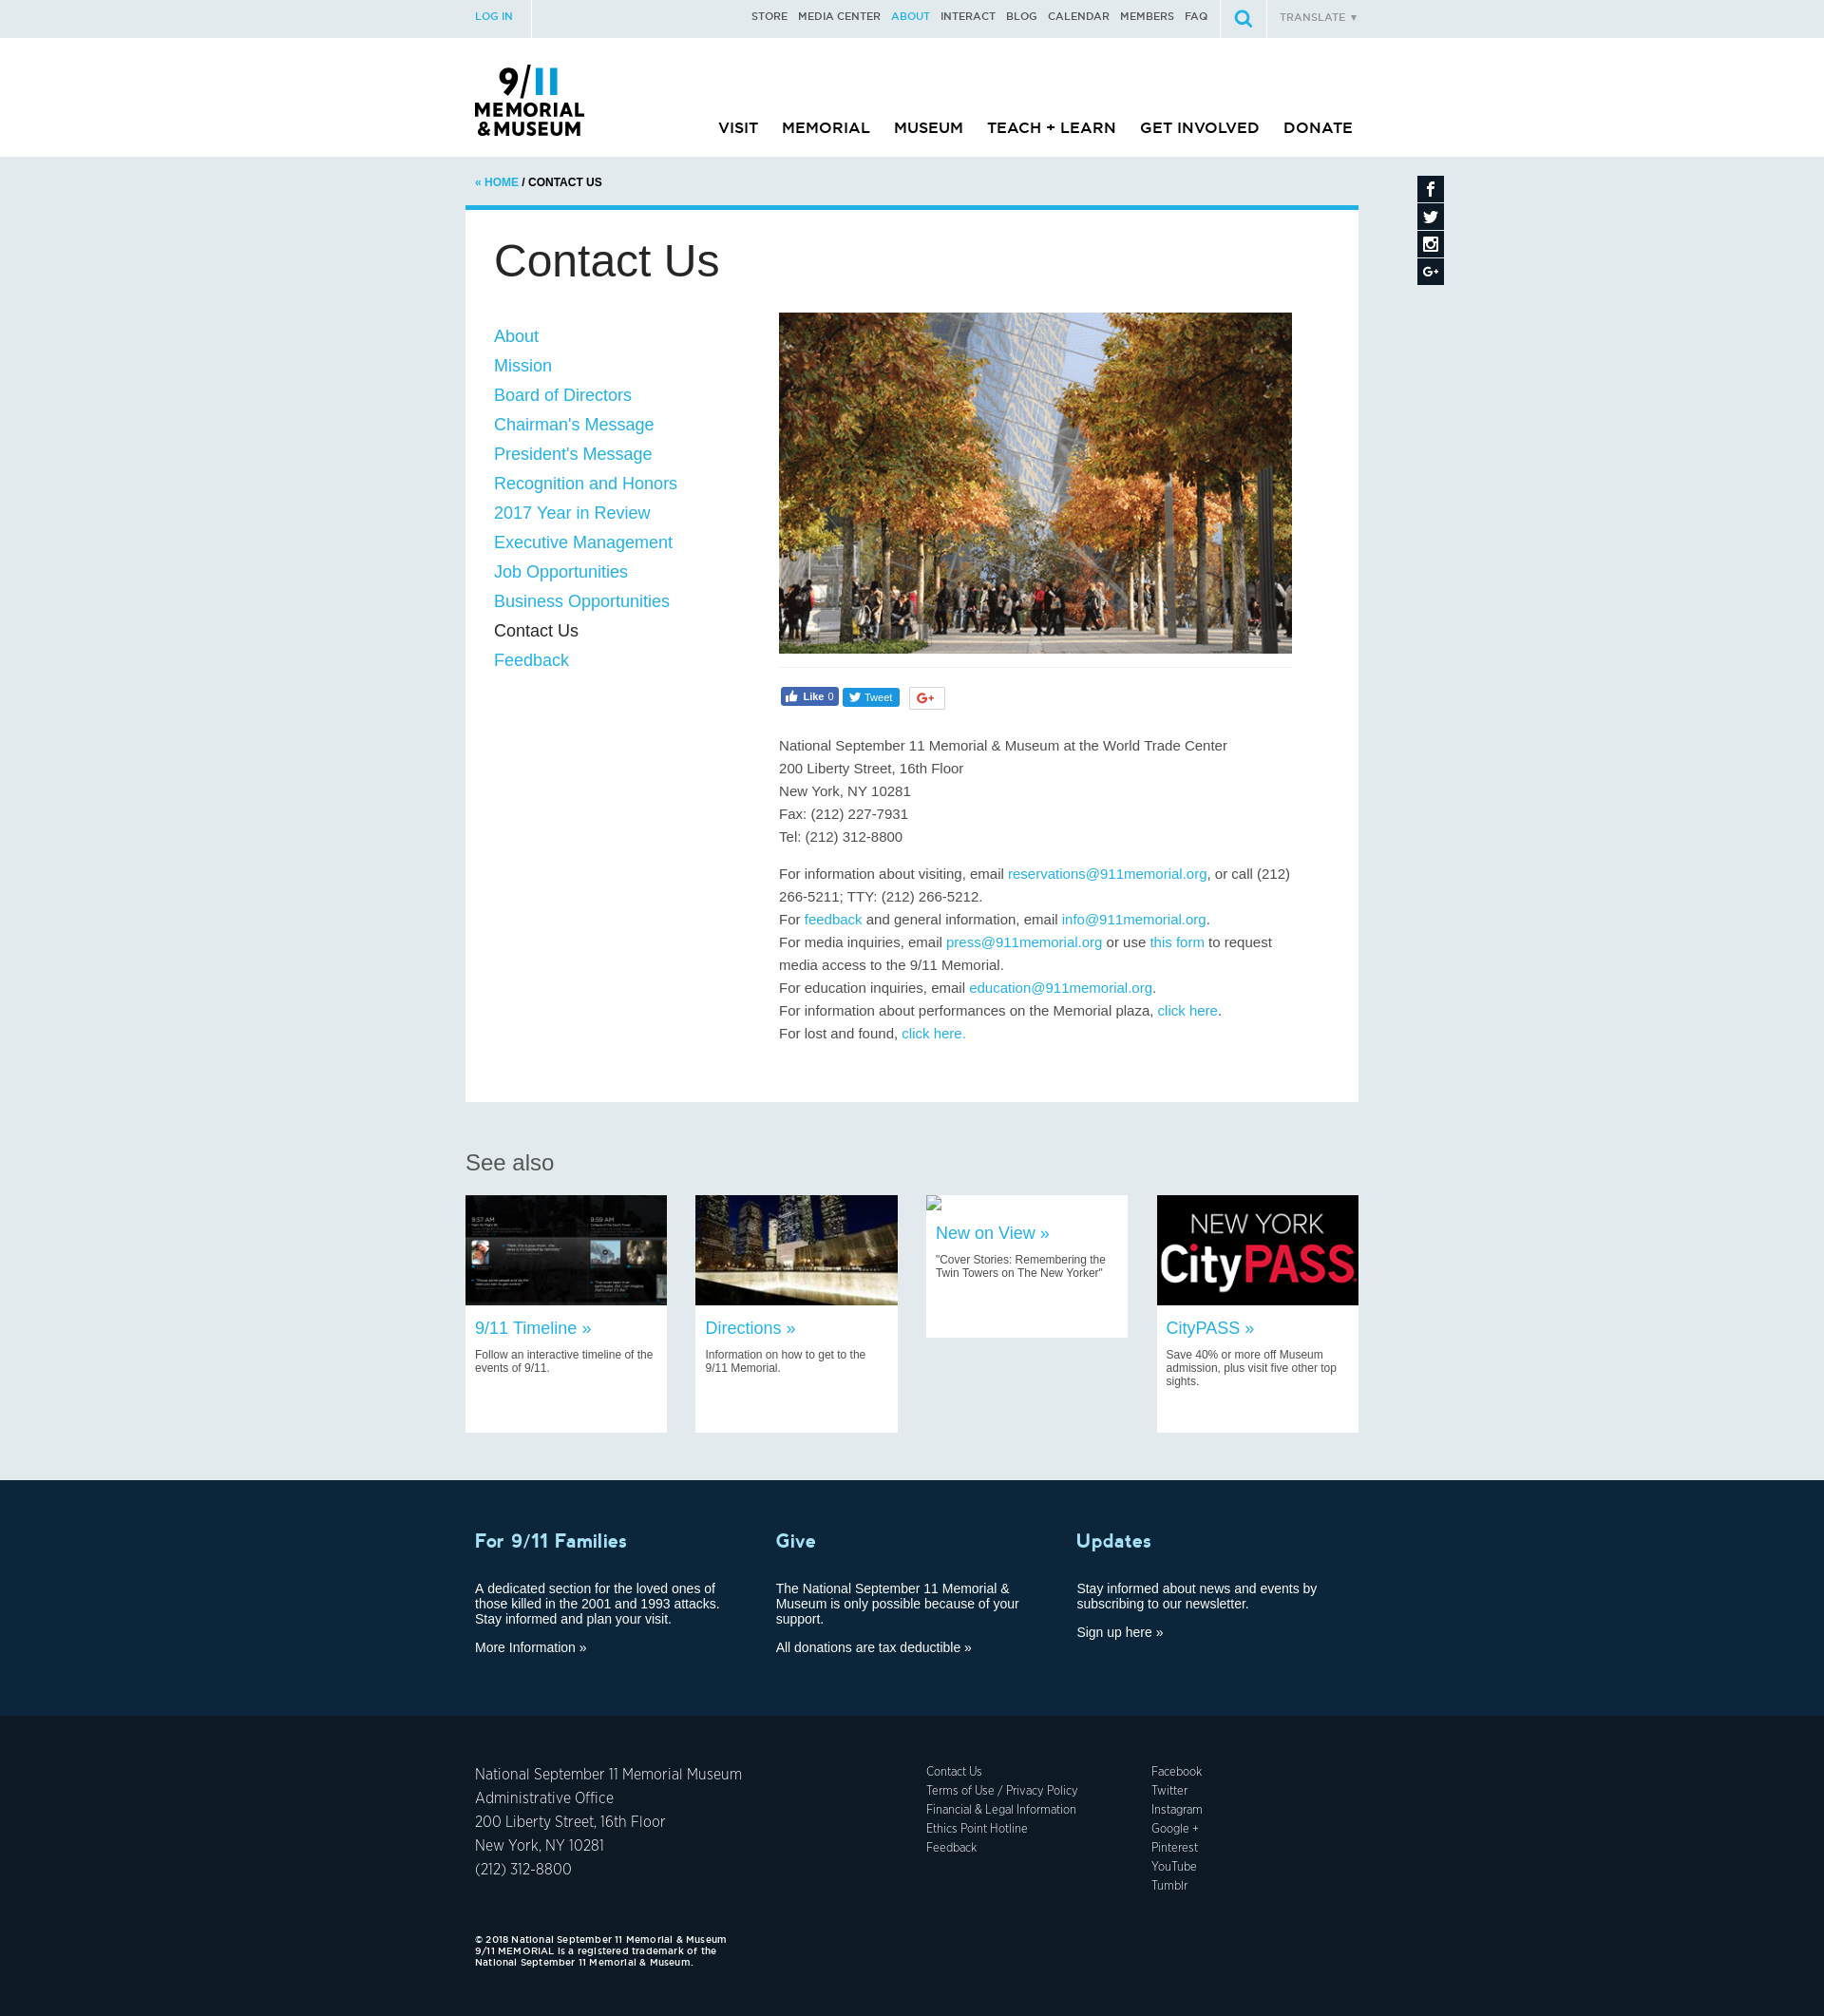 LOG IN
STORE MEDIA CENTER ABOUT INTERACT BLOG CALENDAR MEMBERS FAQ
TRANSLATE ▼
9/11
MEMORIAL
&MUSEUM
VISIT MEMORIAL MUSEUM TEACH + LEARN GET INVOLVED DONATE
« HOME / CONTACT US
Contact Us
About
Mission
Board of Directors
Chairman's Message
President's Message
Recognition and Honors
2017 Year in Review
Executive Management
Job Opportunities
Business Opportunities
Contact Us
Feedback
Like 0
Tweet
G+
National September 11 Memorial & Museum at the World Trade Center
200 Liberty Street, 16th Floor
New York, NY 10281
Fax: (212) 227-7931
Tel: (212) 312-8800
For information about visiting, email reservations@911memorial.org, or call (212)
266-5211; TTY: (212) 266-5212.
For feedback and general information, email info@911memorial.org.
For media inquiries, email press@911memorial.org or use this form to request
media access to the 9/11 Memorial.
For education inquiries, email education@911memorial.org.
For information about performances on the Memorial plaza, click here.
For lost and found, click here.
See also
9:57 AM
9:59 AM
9/11 Timeline »
Follow an interactive timeline of the
events of 9/11.
Directions »
Information on how to get to the
9/11 Memorial.
New on View »
"Cover Stories: Remembering the
Twin Towers on The New Yorker"
NEW YORK
CityPASS
CityPASS »
Save 40% or more off Museum
admission, plus visit five other top
sights.
For 9/11 Families
A dedicated section for the loved ones of
those killed in the 2001 and 1993 attacks.
Stay informed and plan your visit.
More Information »
Give
The National September 11 Memorial &
Museum is only possible because of your
support.
All donations are tax deductible »
Updates
Stay informed about news and events by
subscribing to our newsletter.
Sign up here »
National September 11 Memorial Museum
Administrative Office
200 Liberty Street, 16th Floor
New York, NY 10281
(212) 312-8800
Contact Us
Terms of Use / Privacy Policy
Financial & Legal Information
Ethics Point Hotline
Feedback
Facebook
Twitter
Instagram
Google +
Pinterest
YouTube
Tumblr
© 2018 National September 11 Memorial & Museum
9/11 MEMORIAL is a registered trademark of the
National September 11 Memorial & Museum.